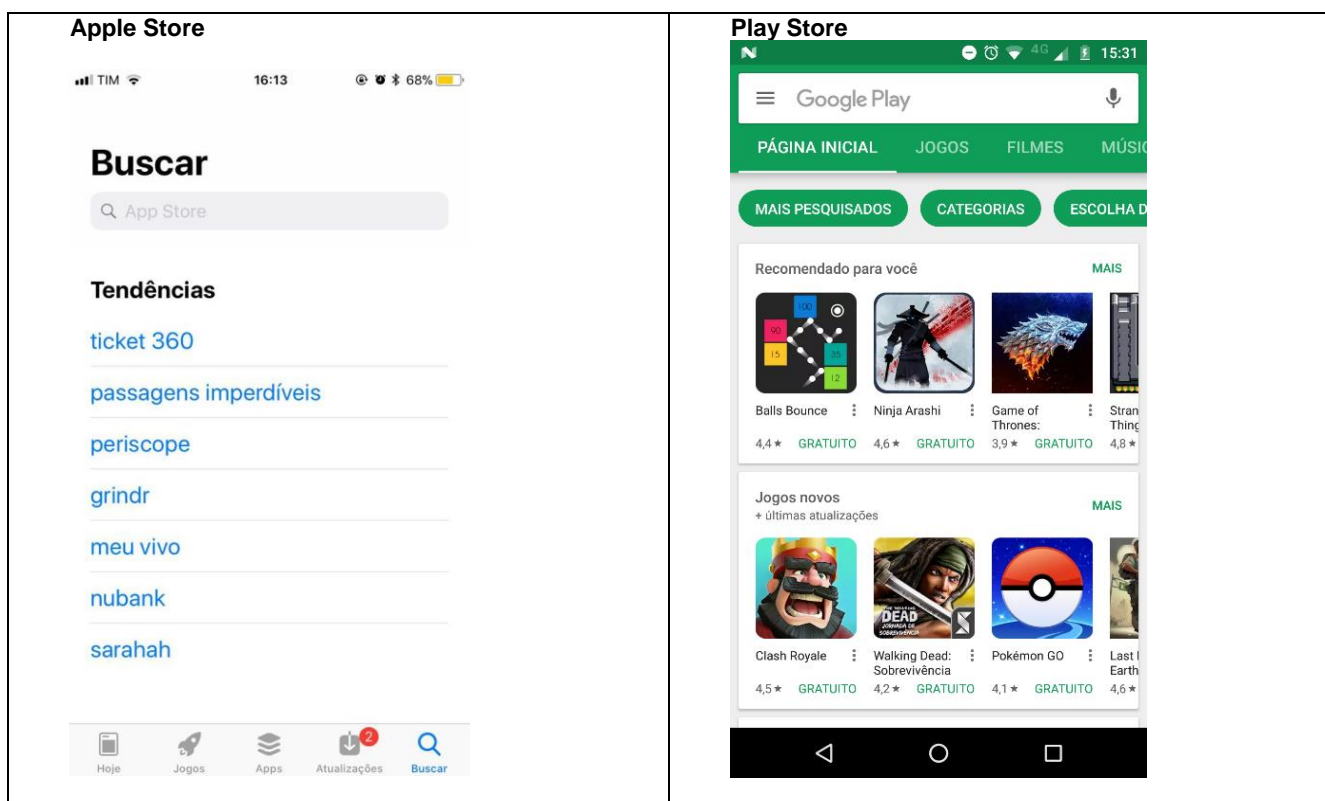 Apple Store
TIM 16:13 68%
Buscar
App Store
Tendências
ticket 360
passagens imperdíveis
periscope
grindr
meu vivo
nubank
sarahah
2
Hoje Jogos Apps Atualizações Buscar
Play Store
N 4G 15:31
Google Play
PÁGINA INICIAL JOGOS FILMES MÚSIC
MAIS PESQUISADOS CATEGORIAS ESCOLHA D
Recomendado para você MAIS
100
90
15 35
12
Balls Bounce Ninja Arashi Game of Stran
Thrones: Thing
4,4★ GRATUITO 4,6★ GRATUITO 3,9★ GRATUITO 4,8★
Jogos novos MAIS
+ últimas atualizações
DEAD
Clash Royale Walking Dead: Pokémon GO Last
Sobrevivência Earth
4,5★ GRATUITO 4,2★ GRATUITO 4,1★ GRATUITO 4,6★